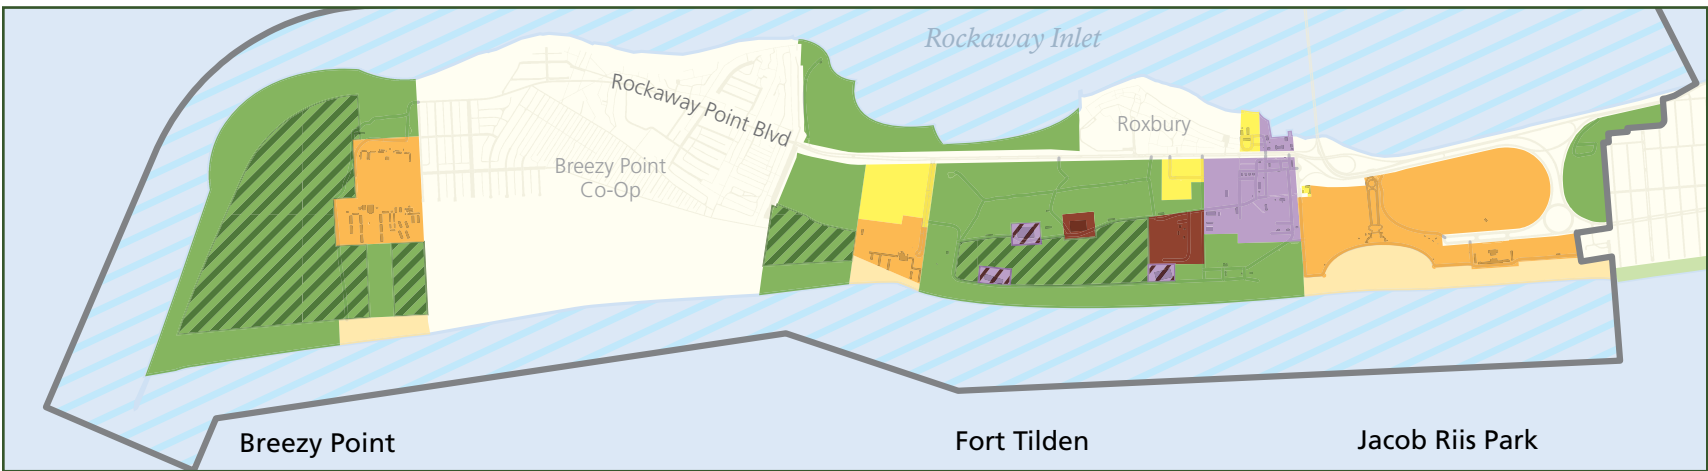 Rockaway Inlet
Rockaway Point Blvd
Roxbury
Breezy Point
Co-Op
Breezy Point
Fort Tilden
Jacob Riis Park